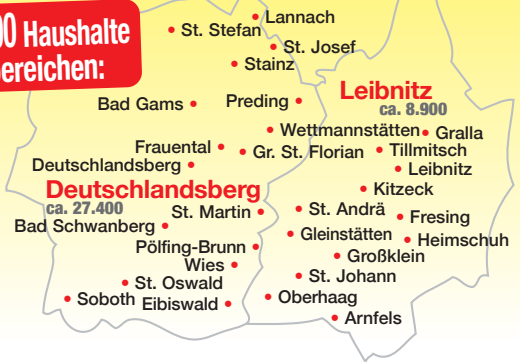 00 Haushalte
ereichen:
Lannach
St. Stefan
St. Josef
Stainz
Leibnitz
ca. 8.900
Bad Gams
Preding
Wettmannstätten
Gralla
Frauental
Gr. St. Florian
Tillmitsch
Deutschlandsberg
Leibnitz
Deutschlandsberg
ca. 27.400
Kitzeck
St. Martin
St. Andrä
Fresing
Bad Schwanberg
Gleinstätten
Heimschuh
Pölfing-Brunn
Großklein
Wies
St. Johann
St. Oswald
Soboth
Eibiswald
Oberhaag
Arnfels